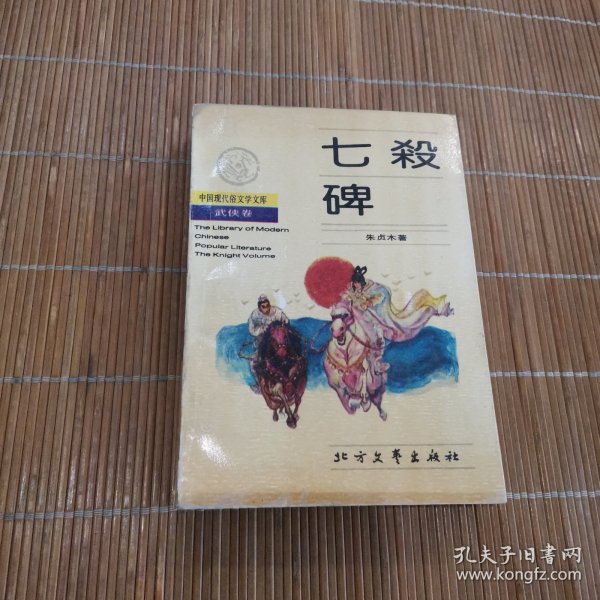 七殺
碑
朱贞木著
中国现代俗文学文库
武侠卷
The Library of Modern
Chinese
Popular Literature
The Knight Volume
北方文艺出版社
孔夫子旧书网
www.kongfz.com